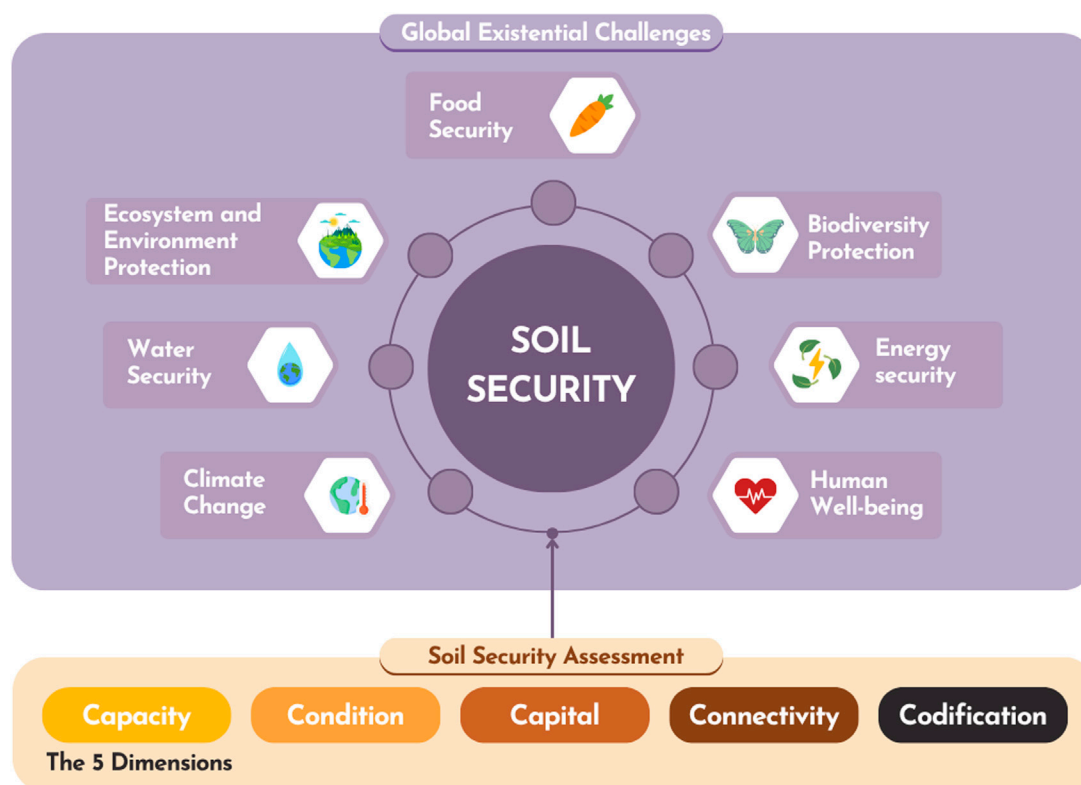 Global Existential Challenges
Food
Security
Ecosystem and
Environment
Protection
Biodiversity
Protection
Water
Security
SOIL
SECURITY
Energy
security
Climate
Change
Human
Well-being
Soil Security Assessment
Capacity
Condition
Capital
Connectivity
Codification
The 5 Dimensions